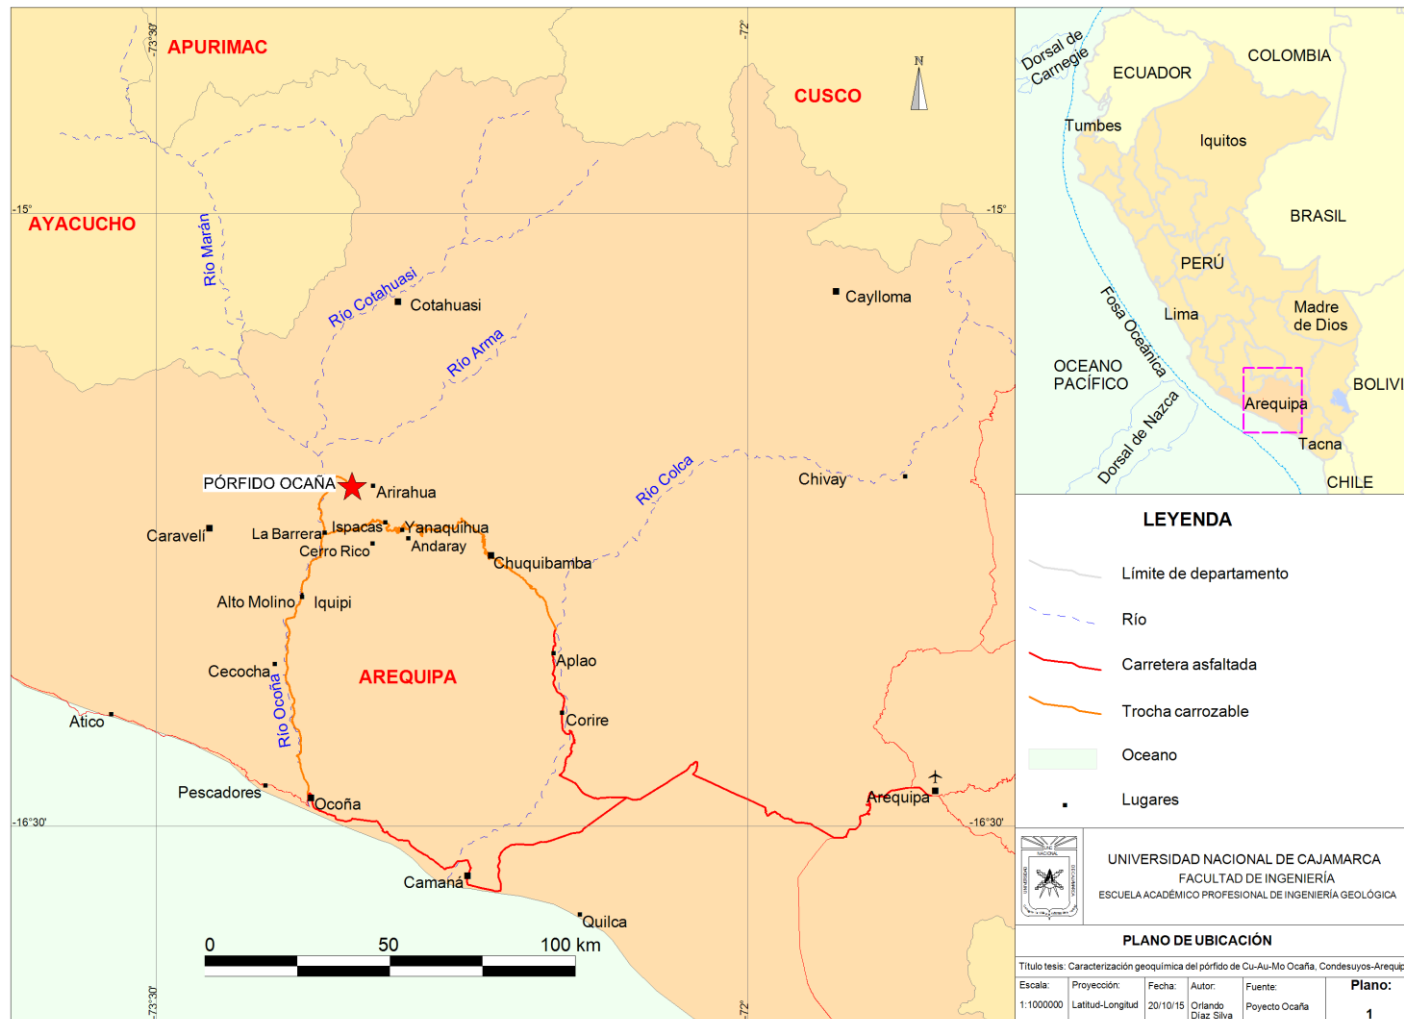 -73°30'
-72°
APURIMAC
CUSCO
N
-15°
-15°
AYACUCHO
Río Marán
Río Cotahuasi
Cotahuasi
Caylloma
Río Arma
Río Colca
Chivay
PÓRFIDO OCAÑA
Arirahua
Caravelí
La Barrera
Ispacas
Yanaquihua
Cerro Rico
Andaray
Chuquibamba
Alto Molino
Iquipi
Cecocha
AREQUIPA
Aplao
Río Ocoña
Atico
Corire
Pescadores
Ocoña
Arequipa
-16°30'
-16°30'
Camaná
Quilca
0 50 100 km
-73°30'
-72°
Dorsal de
Carnegie
ECUADOR
COLOMBIA
Tumbes
Iquitos
BRASIL
PERÚ
Fosa Oceánica
Lima
Madre
de Dios
OCEANO
PACÍFICO
BOLIVI
Dorsal de Nazca
Arequipa
Tacna
CHILE
LEYENDA
Límite de departamento
Río
Carretera asfaltada
Trocha carrozable
Oceano
Lugares
UNIVERSIDAD NACIONAL DE CAJAMARCA
FACULTAD DE INGENIERÍA
ESCUELA ACADÉMICO PROFESIONAL DE INGENIERÍA GEOLÓGICA
PLANO DE UBICACIÓN
Título tesis: Caracterización geoquímica del pórfido de Cu-Au-Mo Ocaña, Condesuyos-Arequip
Escala:
1:1000000
Proyección:
Latitud-Longitud
Fecha:
20/10/15
Autor:
Orlando
Díaz Silva
Fuente:
Poyecto Ocaña
Plano:
1